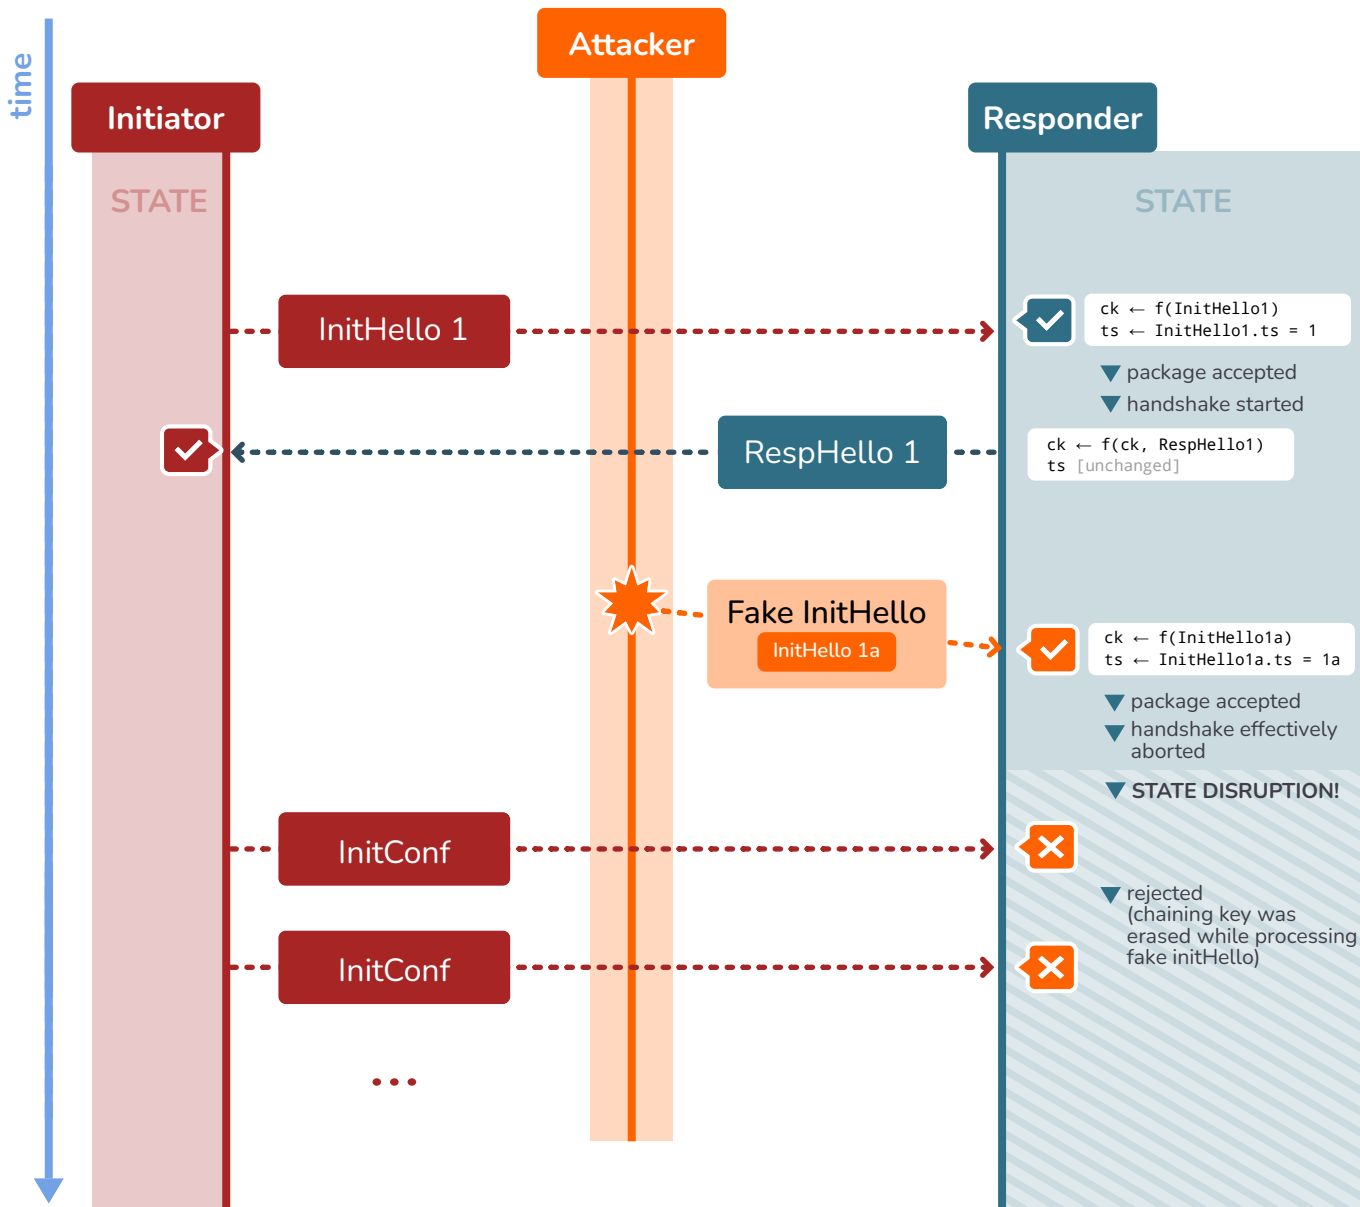 time
Attacker
Initiator
Responder
STATE
STATE
InitHello 1
ck ← f(InitHello1)
ts ← InitHello1.ts = 1
package accepted
handshake started
RespHello 1
ck ← f(ck, RespHello1)
ts [unchanged]
Fake InitHello
InitHello 1a
ck ← f(InitHello1a)
ts ← InitHello1a.ts = 1a
package accepted
handshake effectively
aborted
STATE DISRUPTION!
InitConf
rejected
(chaining key was
erased while processing
fake initHello)
InitConf
...